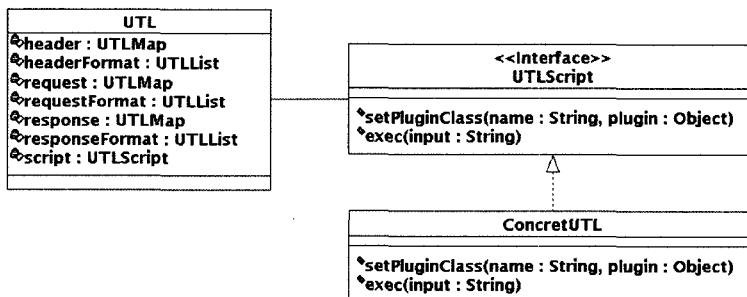 UTL
header : UTLMap
headerFormat : UTLList
request : UTLMap
requestFormat : UTLList
response : UTLMap
responseFormat : UTLList
script : UTLScript
<<Interface>>
UTLScript
setPluginClass(name : String, plugin : Object)
exec(input : String)
ConcretUTL
setPluginClass(name : String, plugin : Object)
exec(input : String)